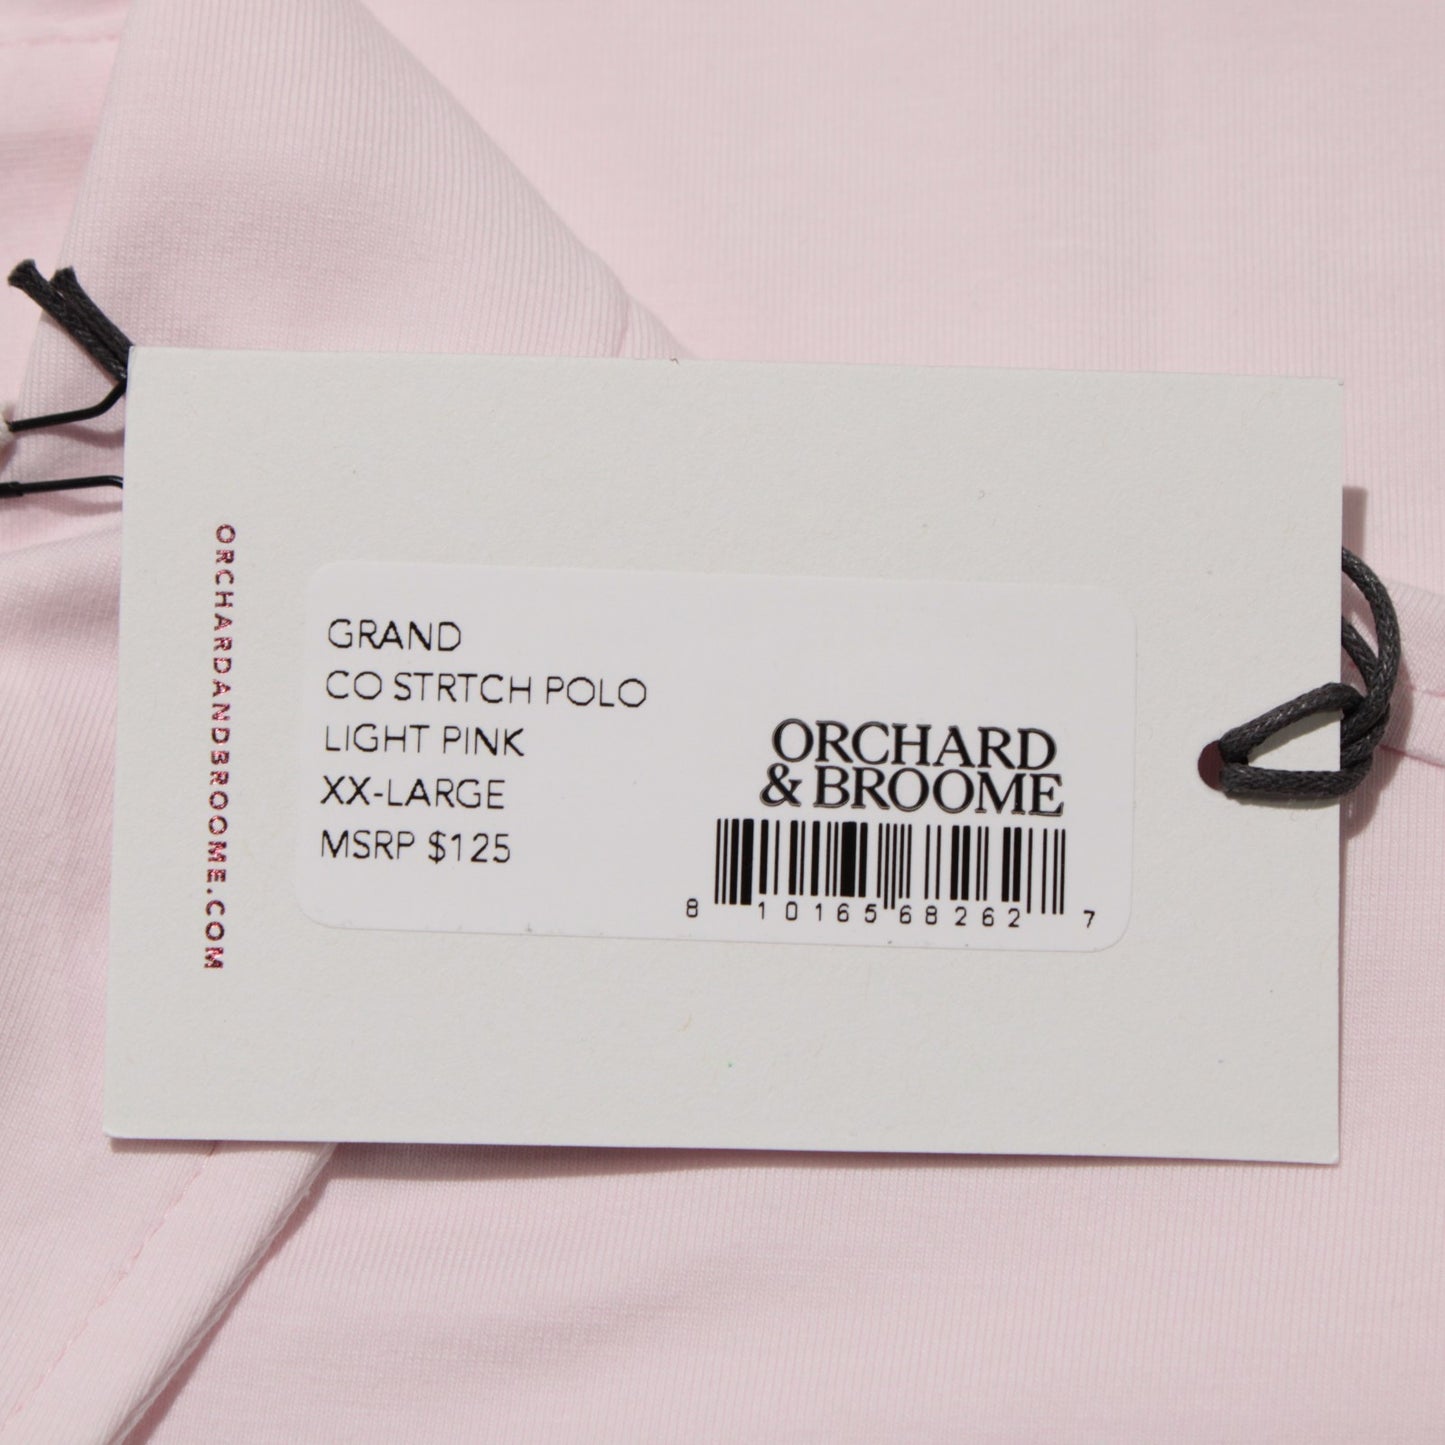 ORCHARDANDBROOME.COM
GRAND
CO STRTCH POLO
LIGHT PINK
XX-LARGE
MSRP $125
ORCHARD
& BROOME
8 10165 68262 7